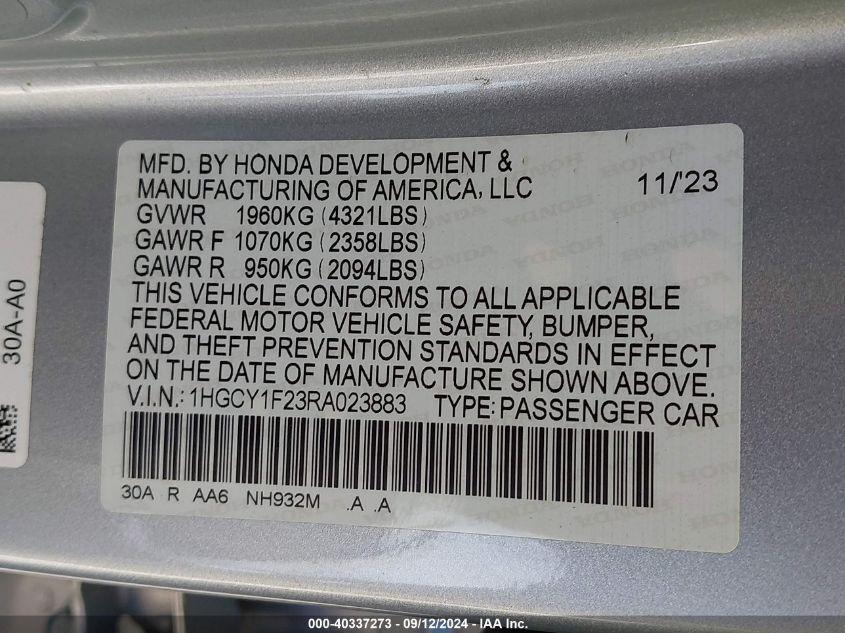 MFD. BY HONDA DEVELOPMENT &
MANUFACTURING OF AMERICA, LLC 11/'23
GVWR 1960KG (4321LBS)
GAWR F 1070KG (2358LBS)
GAWR R 950KG (2094LBS)
THIS VEHICLE CONFORMS TO ALL APPLICABLE
FEDERAL MOTOR VEHICLE SAFETY, BUMPER,
AND THEFT PREVENTION STANDARDS IN EFFECT
ON THE DATE OF MANUFACTURE SHOWN ABOVE.
V.I.N.: 1HGCY1F23RA023883 TYPE: PASSENGER CAR
30A R AA6 NH932M .A .A
30A-A0
000-40337273 - 09/12/2024 - IAA Inc.